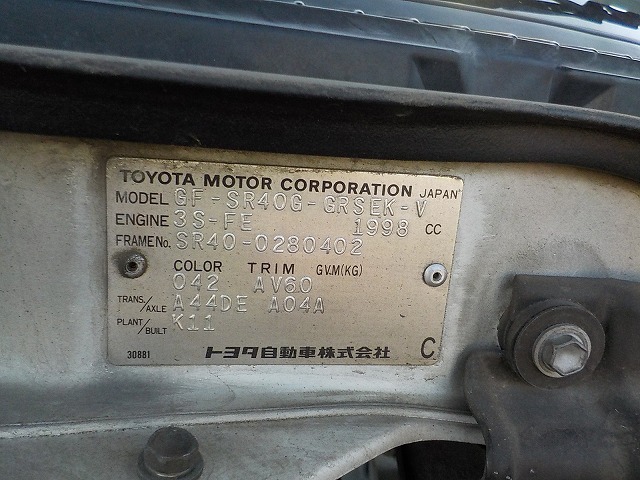 TOYOTA MOTOR CORPORATION JAPAN
MODEL GF-SR40G-GRSEK-V
ENGINE 3S-FE 1998 CC
FRAME No. SR40-0280402
COLOR TRIM G.V.M(KG)
042 AV60
TRANS./AXLE A44DE A04A
PLANT/BUILT K11
30881 トヨタ自動車株式会社 C